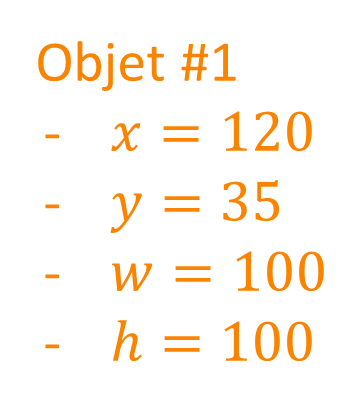 Objet #1
- x = 120
- y = 35
- w = 100
- h = 100